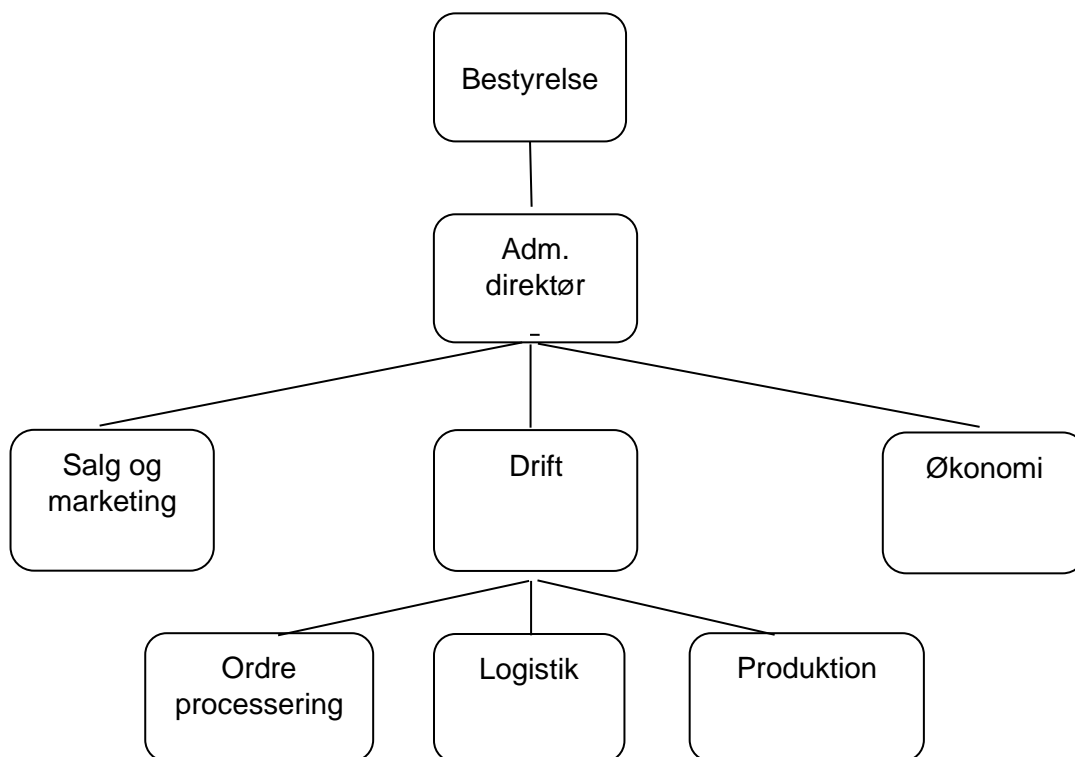 Bestyrelse
Adm.
direktør
Salg og
marketing
Drift
Økonomi
Ordre
processering
Logistik
Produktion